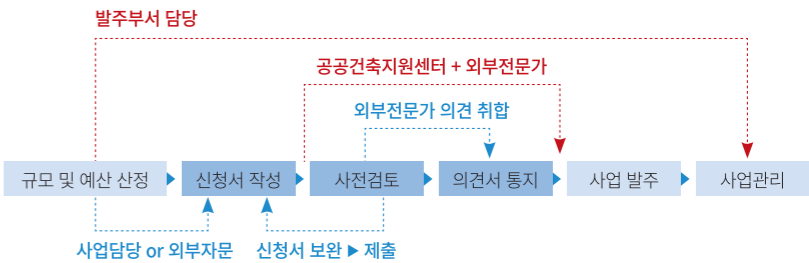 발주부서 담당
공공건축지원센터 + 외부전문가
외부전문가 의견 취합
규모 및 예산 산정
신청서 작성
사전검토
의견서 통지
사업 발주
사업관리
사업담당 or 외부자문
신청서 보완 ▶ 제출